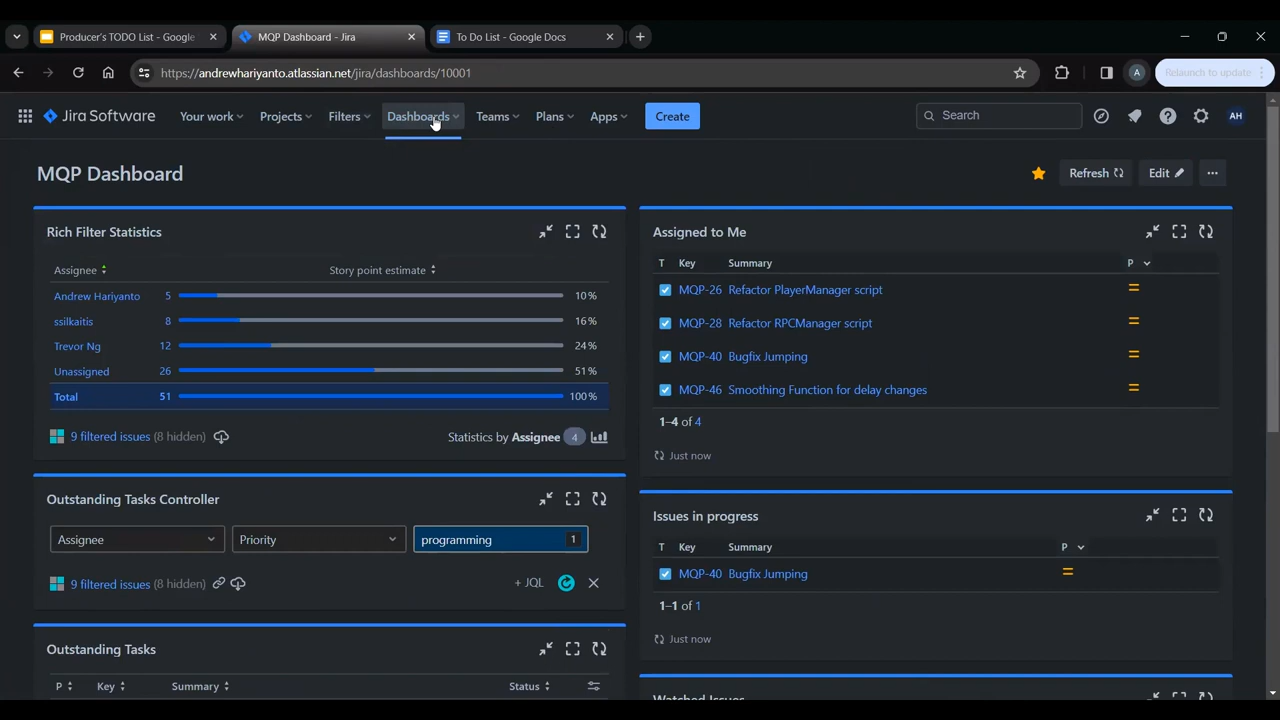 Producer's TODO List - Google
MQP Dashboard - Jira
To Do List - Google Docs
https://andrewhariyanto.atlassian.net/jira/dashboards/10001
A
Relaunch to update
Jira Software
Your work
Projects
Filters
Dashboards
Teams
Plans
Apps
Create
Search
AH
MQP Dashboard
Refresh
Edit
Rich Filter Statistics
Assignee
Story point estimate
Andrew Hariyanto 5 10%
ssilkaitis 8 16%
Trevor Ng 12 24%
Unassigned 26 51%
Total 51 100%
9 filtered issues (8 hidden)
Statistics by Assignee 4
Outstanding Tasks Controller
Assignee
Priority
programming 1
9 filtered issues (8 hidden)
+ JQL
Outstanding Tasks
P Key Summary Status
Assigned to Me
T Key Summary P
MQP-26 Refactor PlayerManager script
MQP-28 Refactor RPCManager script
MQP-40 Bugfix Jumping
MQP-46 Smoothing Function for delay changes
1–4 of 4
Just now
Issues in progress
T Key Summary P
MQP-40 Bugfix Jumping
1–1 of 1
Just now
Watched Issues